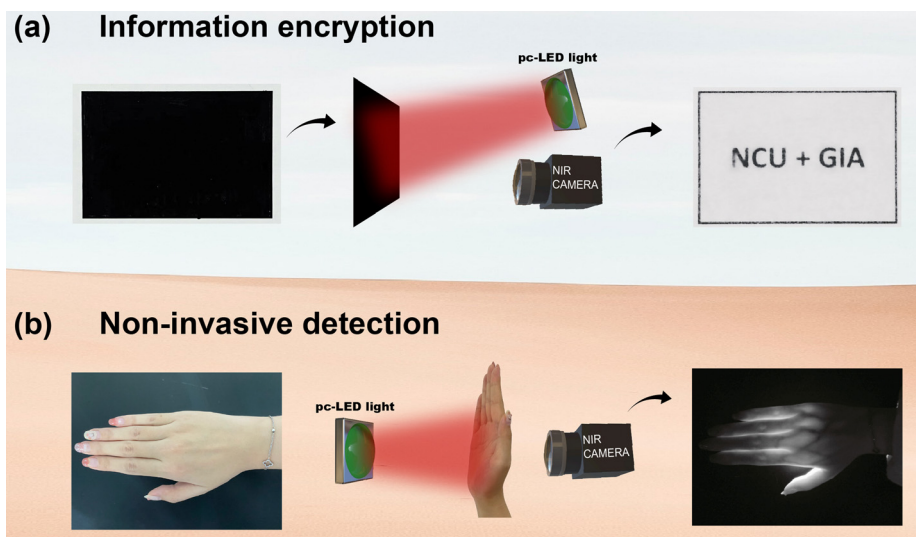 (a) Information encryption
pc-LED light
NIR
CAMERA
NCU + GIA
(b) Non-invasive detection
pc-LED light
NIR
CAMERA